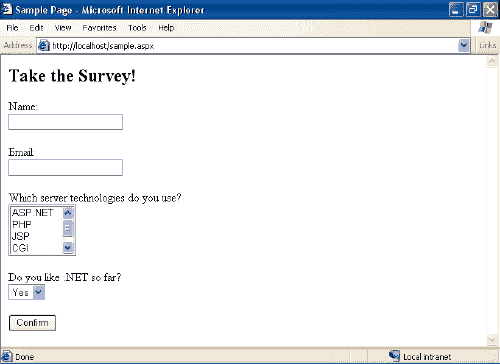 Sample Page - Microsoft Internet Explorer
File Edit View Favorites Tools Help
Address http://localhost/sample.aspx Links
Take the Survey!
Name:
Email:
Which server technologies do you use?
ASP.NET
PHP
JSP
CGI
Do you like .NET so far?
Yes
Confirm
Done Local intranet